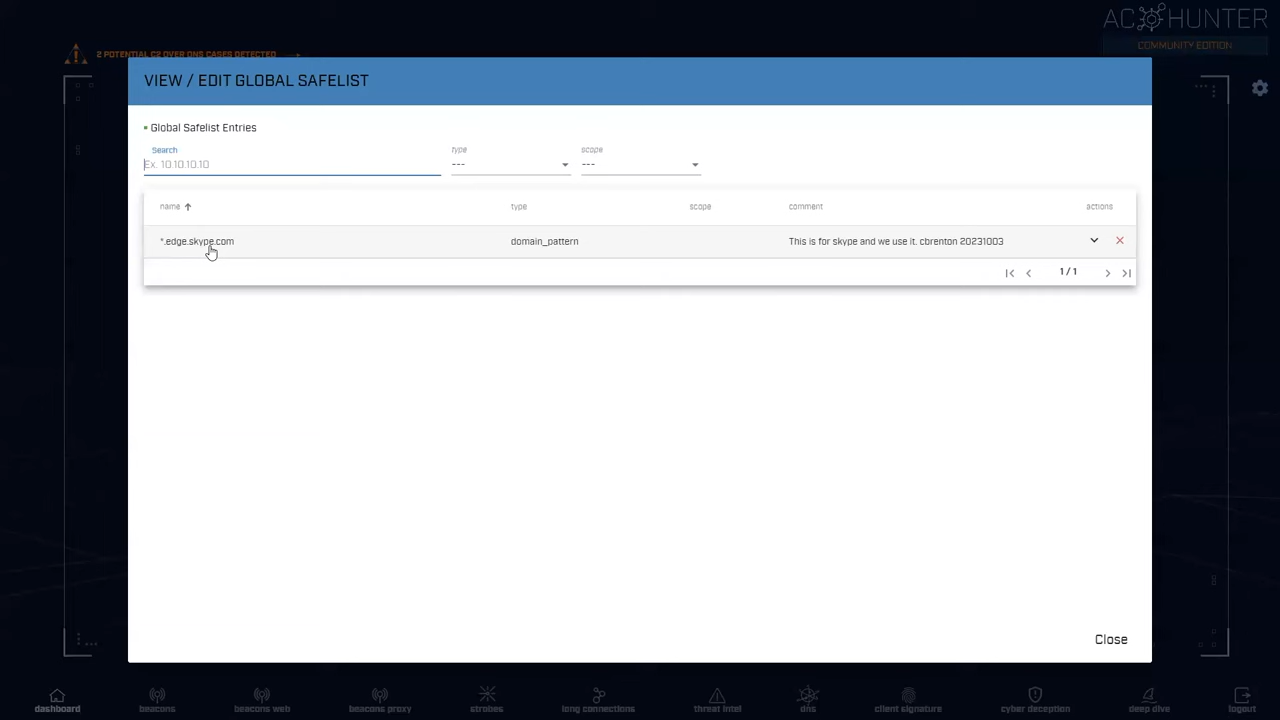 AC HUNTER
COMMUNITY EDITION
2 POTENTIAL C2 OVER DNS CASES DETECTED
VIEW / EDIT GLOBAL SAFELIST
Global Safelist Entries
Search
Ex. 10.10.10.10
type
---
scope
---
name type scope comment actions
*.edge.skype.com domain_pattern This is for skype and we use it. cbrenton 20231003
1 / 1
Close
dashboard beacons beacons web beacons proxy strobes long connections threat intel dns client signature cyber deception deep dive logout